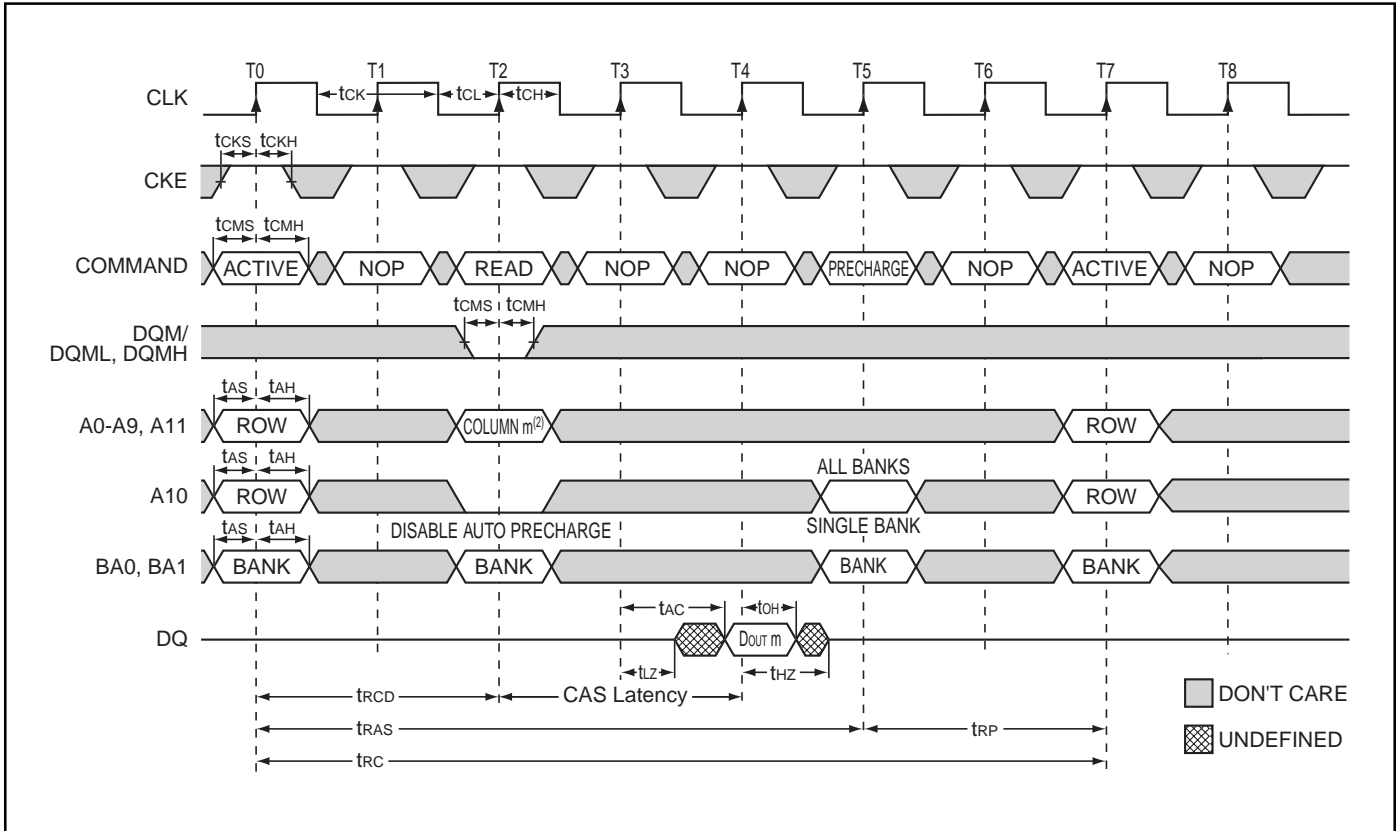 T0 T1 T2 T3 T4 T5 T6 T7 T8
CLK tCK tCL tCH
tCKS tCKH
CKE
tCMS tCMH
COMMAND ACTIVE NOP READ NOP NOP PRECHARGE NOP ACTIVE NOP
tCMS tCMH
DQM/
DQML, DQMH
tAS tAH
A0-A9, A11 ROW COLUMN m(2) ROW
tAS tAH ALL BANKS
A10 ROW ROW
tAS tAH DISABLE AUTO PRECHARGE SINGLE BANK
BA0, BA1 BANK BANK BANK BANK
tAC tOH
DQ DOUT m
tLZ tHZ
tRCD CAS Latency
DON'T CARE
tRAS tRP
UNDEFINED
tRC